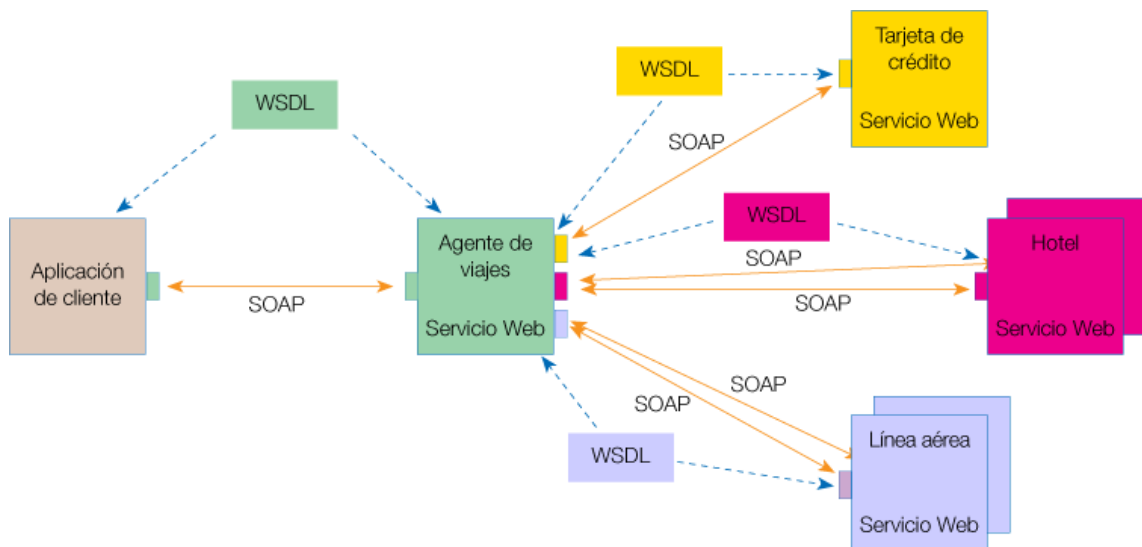 Tarjeta de
crédito
Servicio Web
WSDL
WSDL
SOAP
WSDL
Agente de
viajes
Servicio Web
Hotel
Servicio Web
SOAP
SOAP
Aplicación
de cliente
SOAP
SOAP
SOAP
WSDL
Línea aérea
Servicio Web